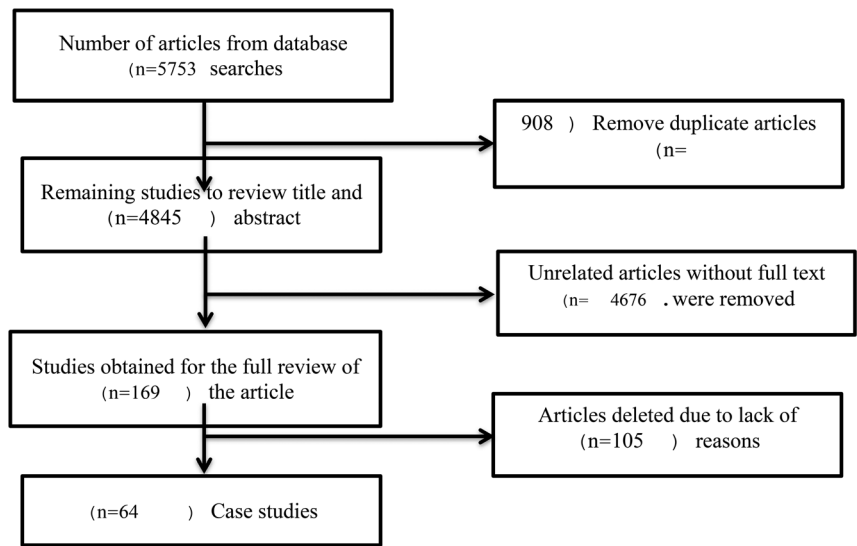 Number of articles from database
(n=5753 searches
908 ) Remove duplicate articles
(n=
Remaining studies to review title and
(n=4845 ) abstract
Unrelated articles without full text
(n= 4676 .were removed
Studies obtained for the full review of
(n=169 ) the article
Articles deleted due to lack of
(n=105 ) reasons
(n=64 ) Case studies